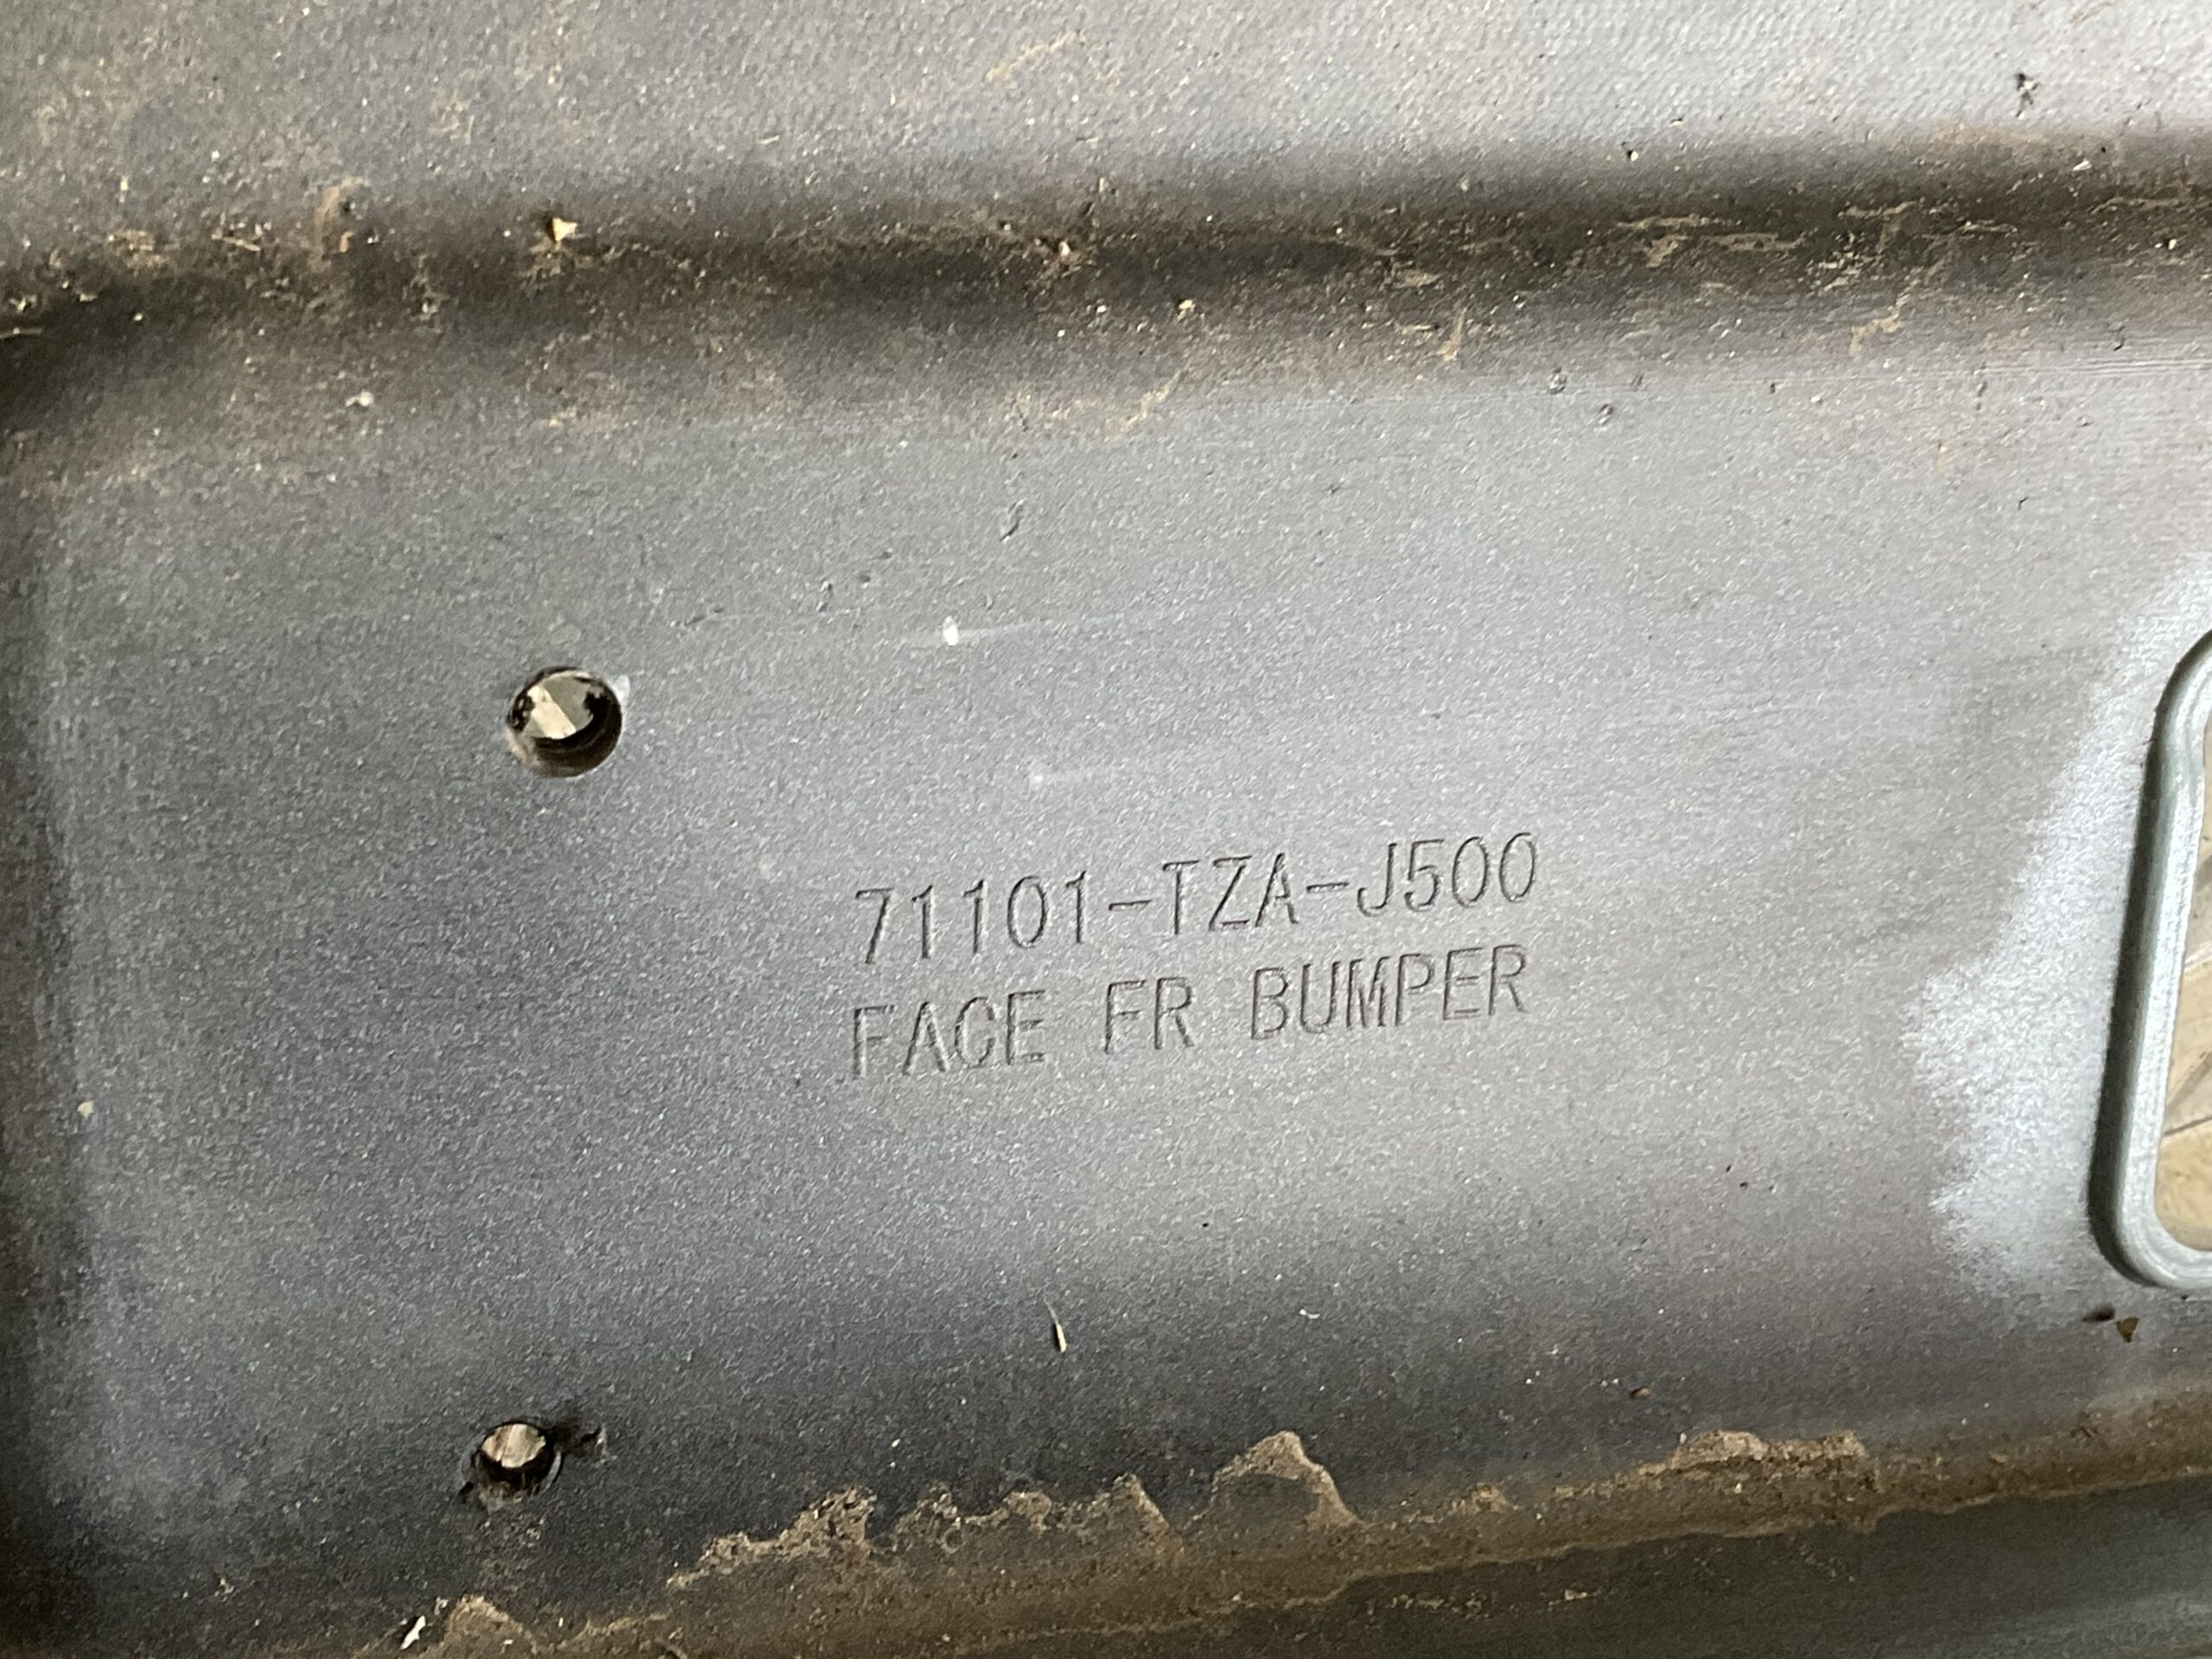 71101-TZA-J500
FACE FR BUMPER